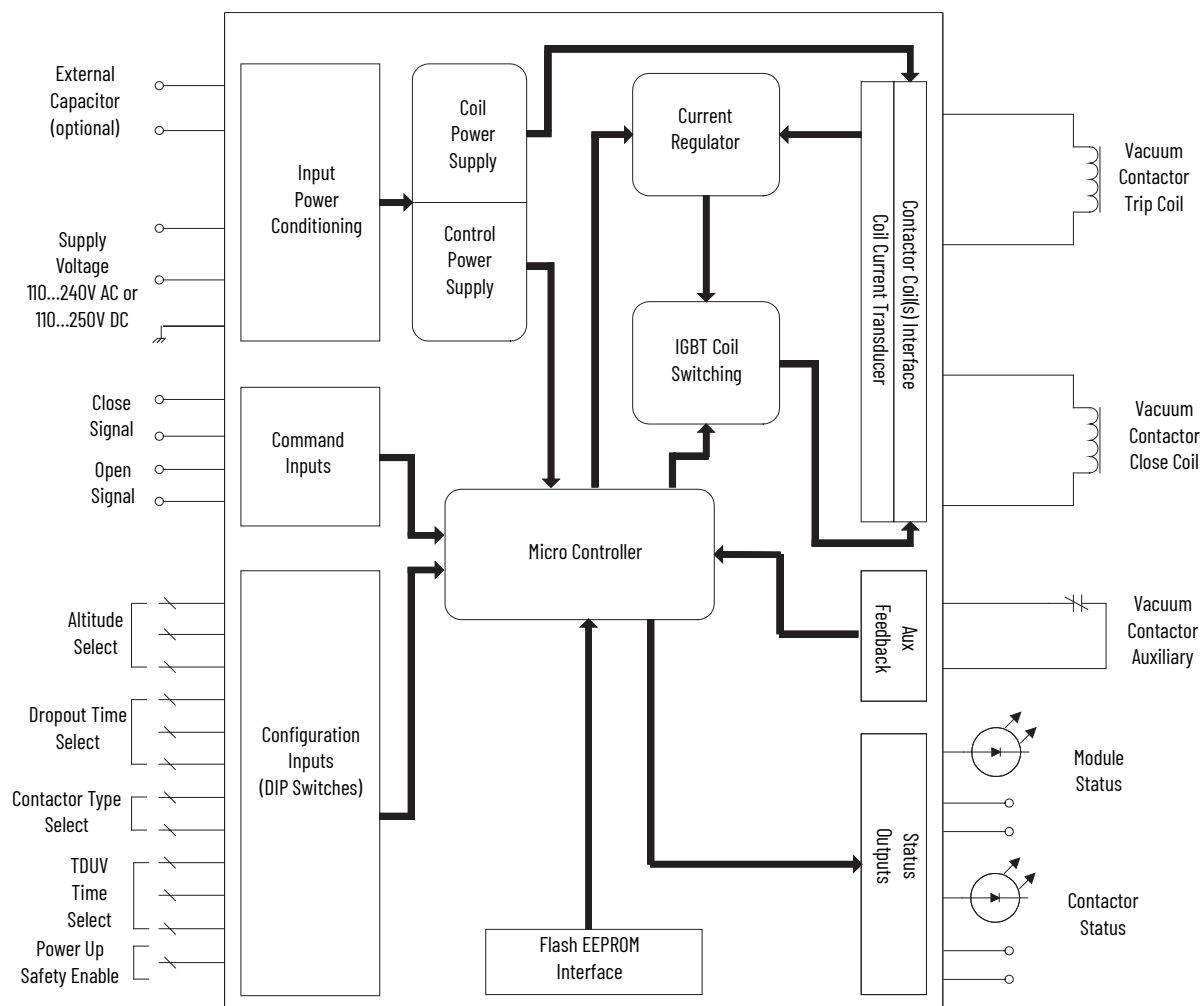 External
Capacitor
(optional)
Supply
Voltage
110...240V AC or
110...250V DC
Close
Signal
Open
Signal
Altitude
Select
Dropout Time
Select
Contactor Type
Select
TDUV
Time
Select
Power Up
Safety Enable
Input
Power
Conditioning
Coil
Power
Supply
Control
Power
Supply
Command
Inputs
Configuration
Inputs
(DIP Switches)
Current
Regulator
IGBT Coil
Switching
Micro Controller
Flash EEPROM
Interface
Contactor Coil(s) Interface
Coil Current Transducer
Aux
Feedback
Status
Outputs
Vacuum
Contactor
Trip Coil
Vacuum
Contactor
Close Coil
Vacuum
Contactor
Auxiliary
Module
Status
Contactor
Status